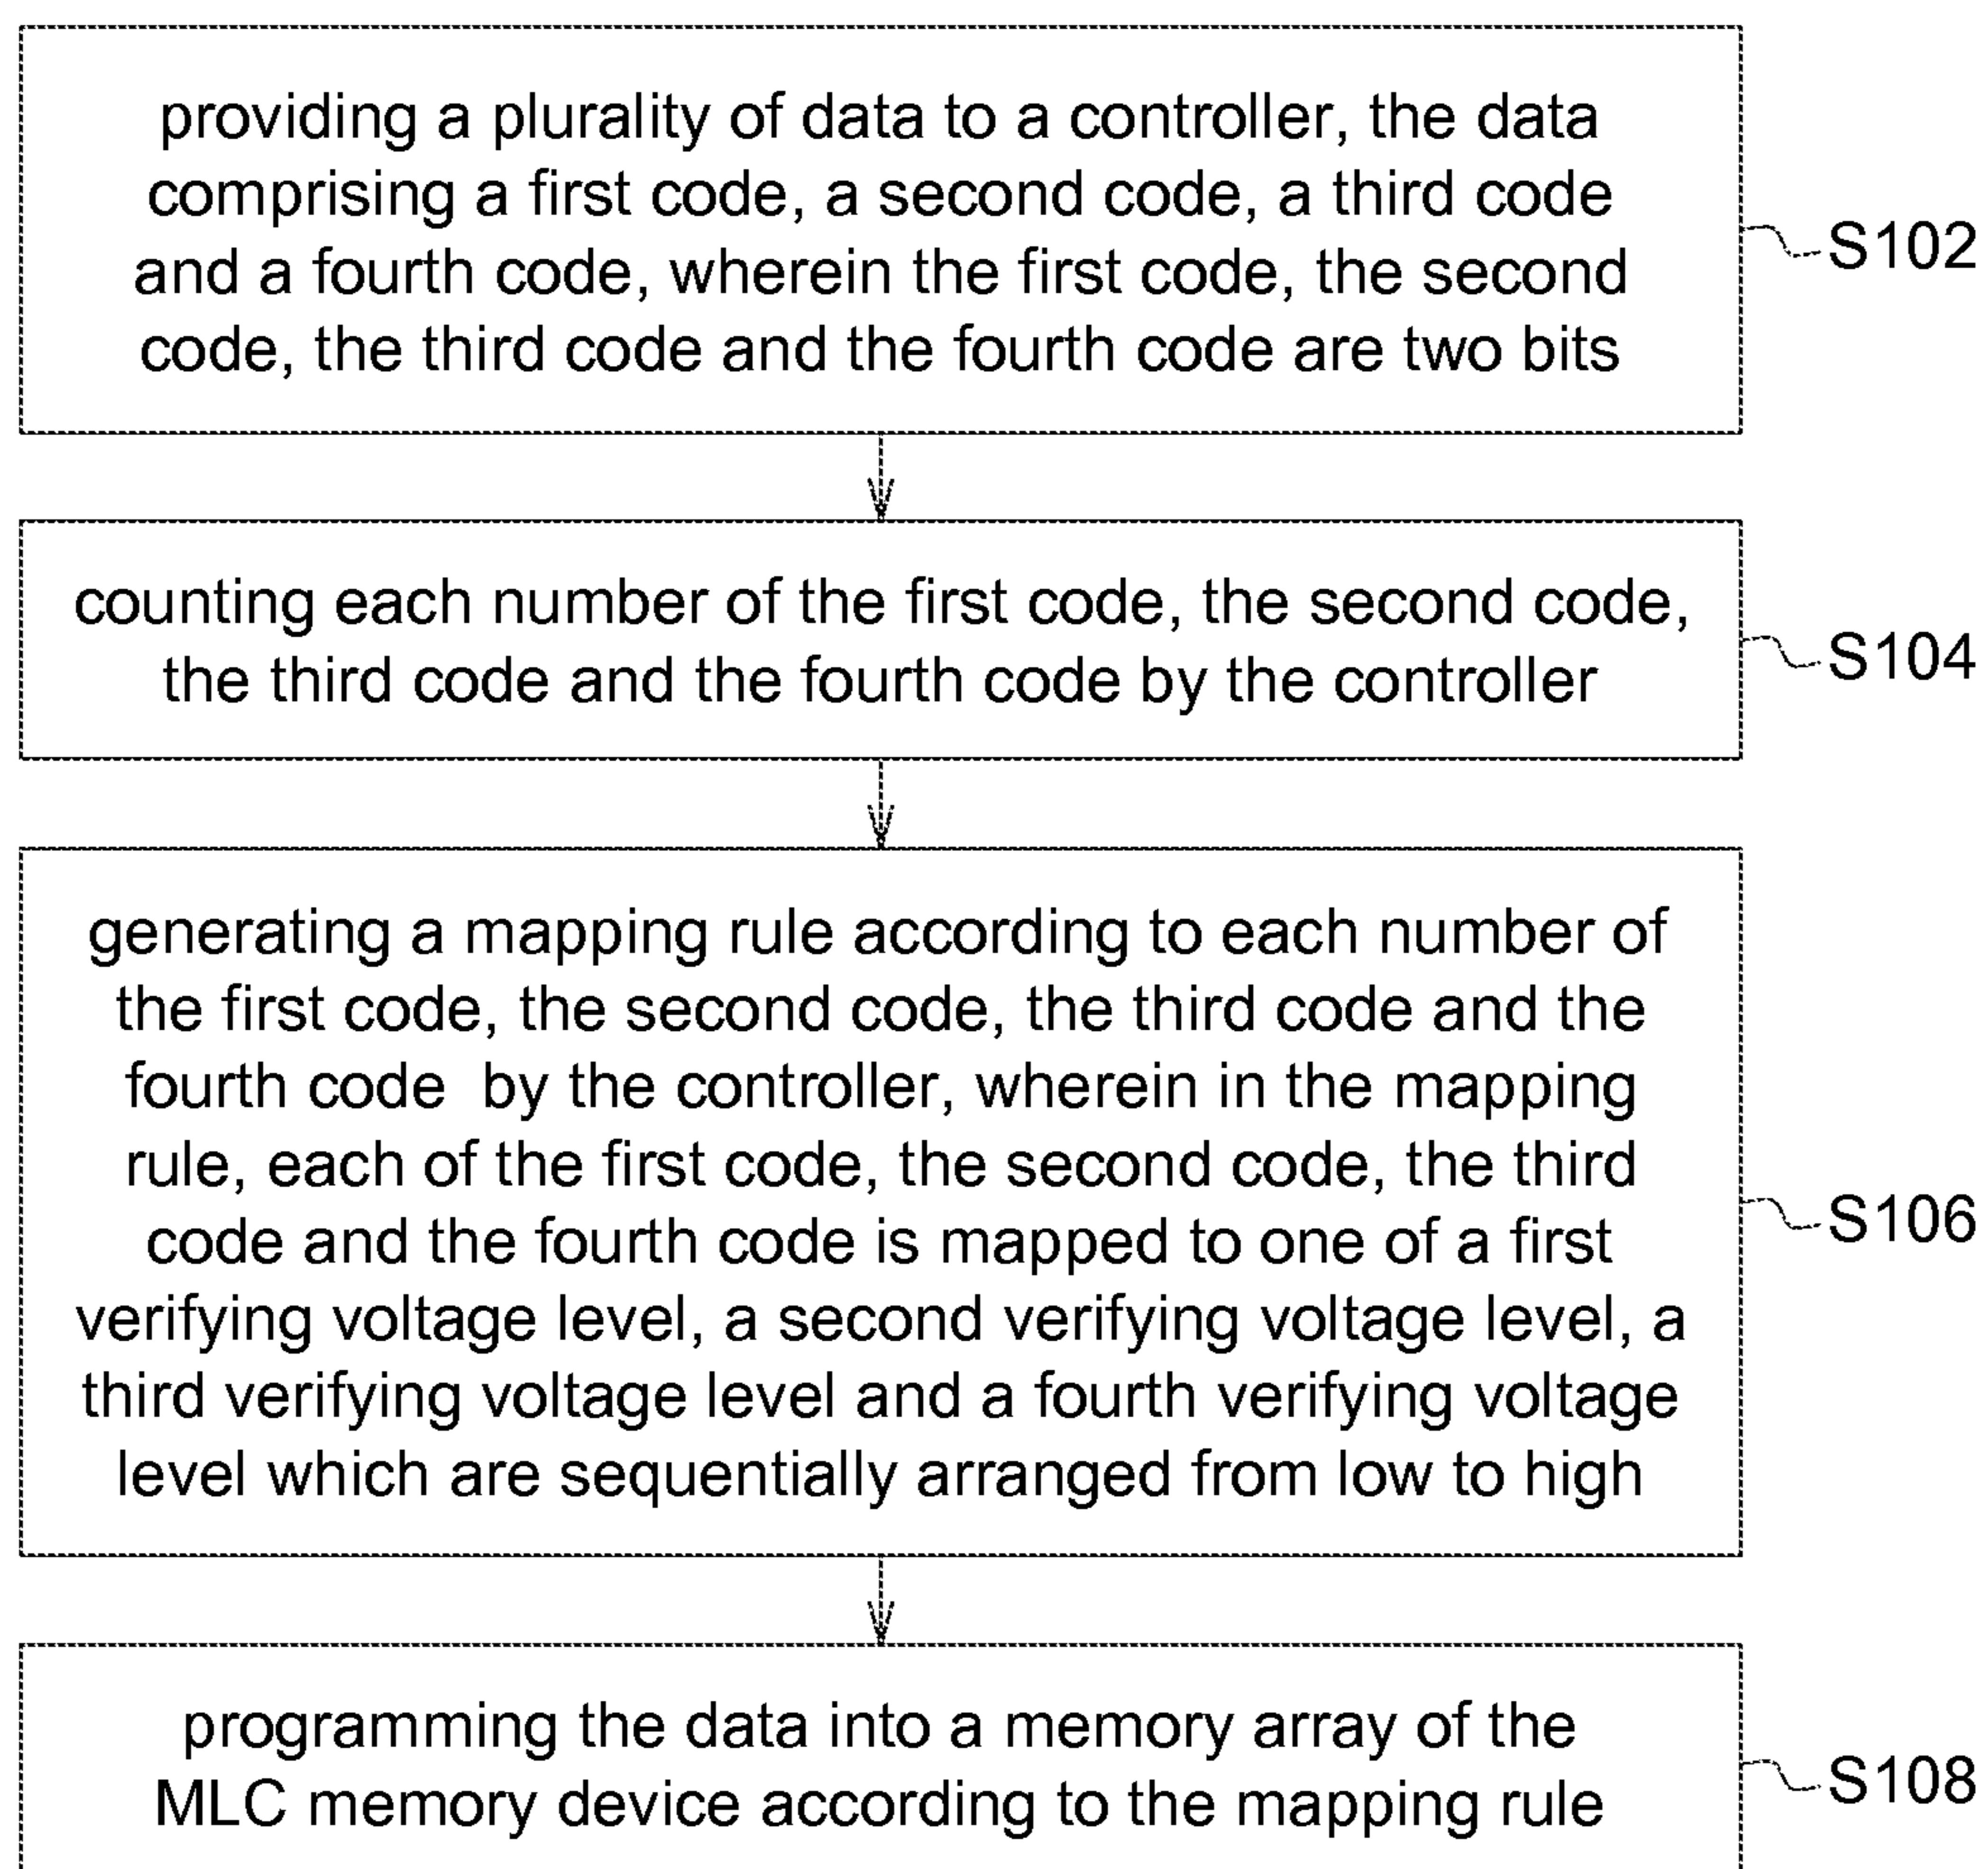 providing a plurality of data to a controller, the data
comprising a first code, a second code, a third code
and a fourth code, wherein the first code, the second
code, the third code and the fourth code are two bits
S102
counting each number of the first code, the second code,
the third code and the fourth code by the controller
S104
generating a mapping rule according to each number of
the first code, the second code, the third code and the
fourth code by the controller, wherein in the mapping
rule, each of the first code, the second code, the third
code and the fourth code is mapped to one of a first
verifying voltage level, a second verifying voltage level, a
third verifying voltage level and a fourth verifying voltage
level which are sequentially arranged from low to high
S106
programming the data into a memory array of the
MLC memory device according to the mapping rule
S108